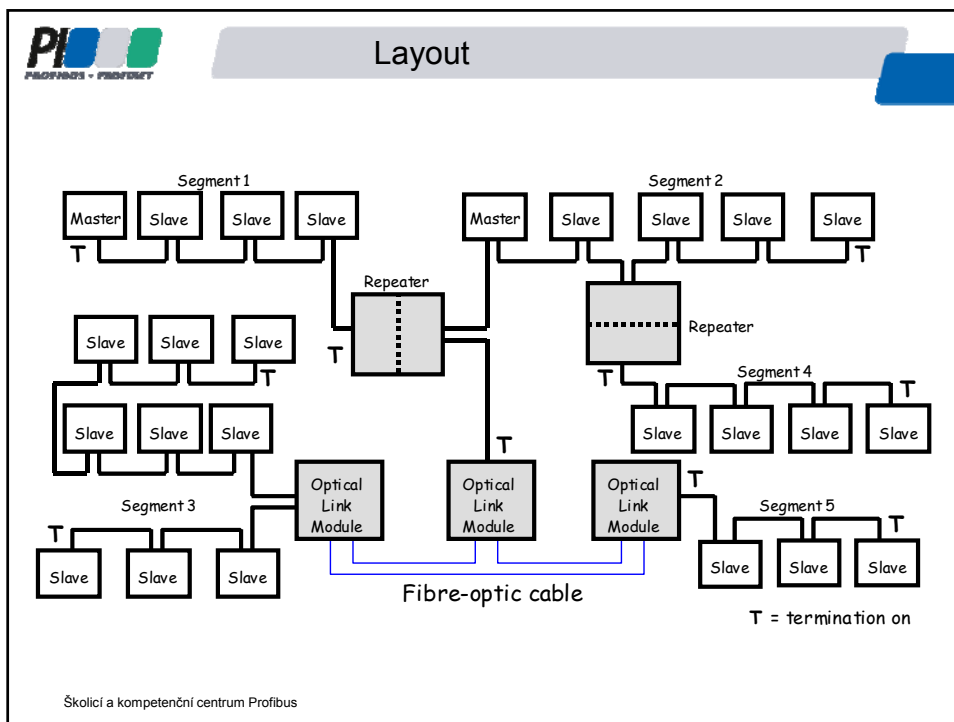 PI
PROFIBUS • PROFINET
Layout
Segment 1
Segment 2
Master
Slave
Slave
Slave
Master
Slave
Slave
Slave
Slave
T
T
Repeater
Repeater
T
Slave
Slave
Slave
T
T
Segment 4
T
Slave
Slave
Slave
Slave
Slave
Slave
Slave
T
Optical
Link
Module
Optical
Link
Module
Optical
Link
Module
T
Segment 3
Segment 5
T
T
Slave
Slave
Slave
Slave
Slave
Slave
Fibre-optic cable
T = termination on
Školicí a kompetenční centrum Profibus